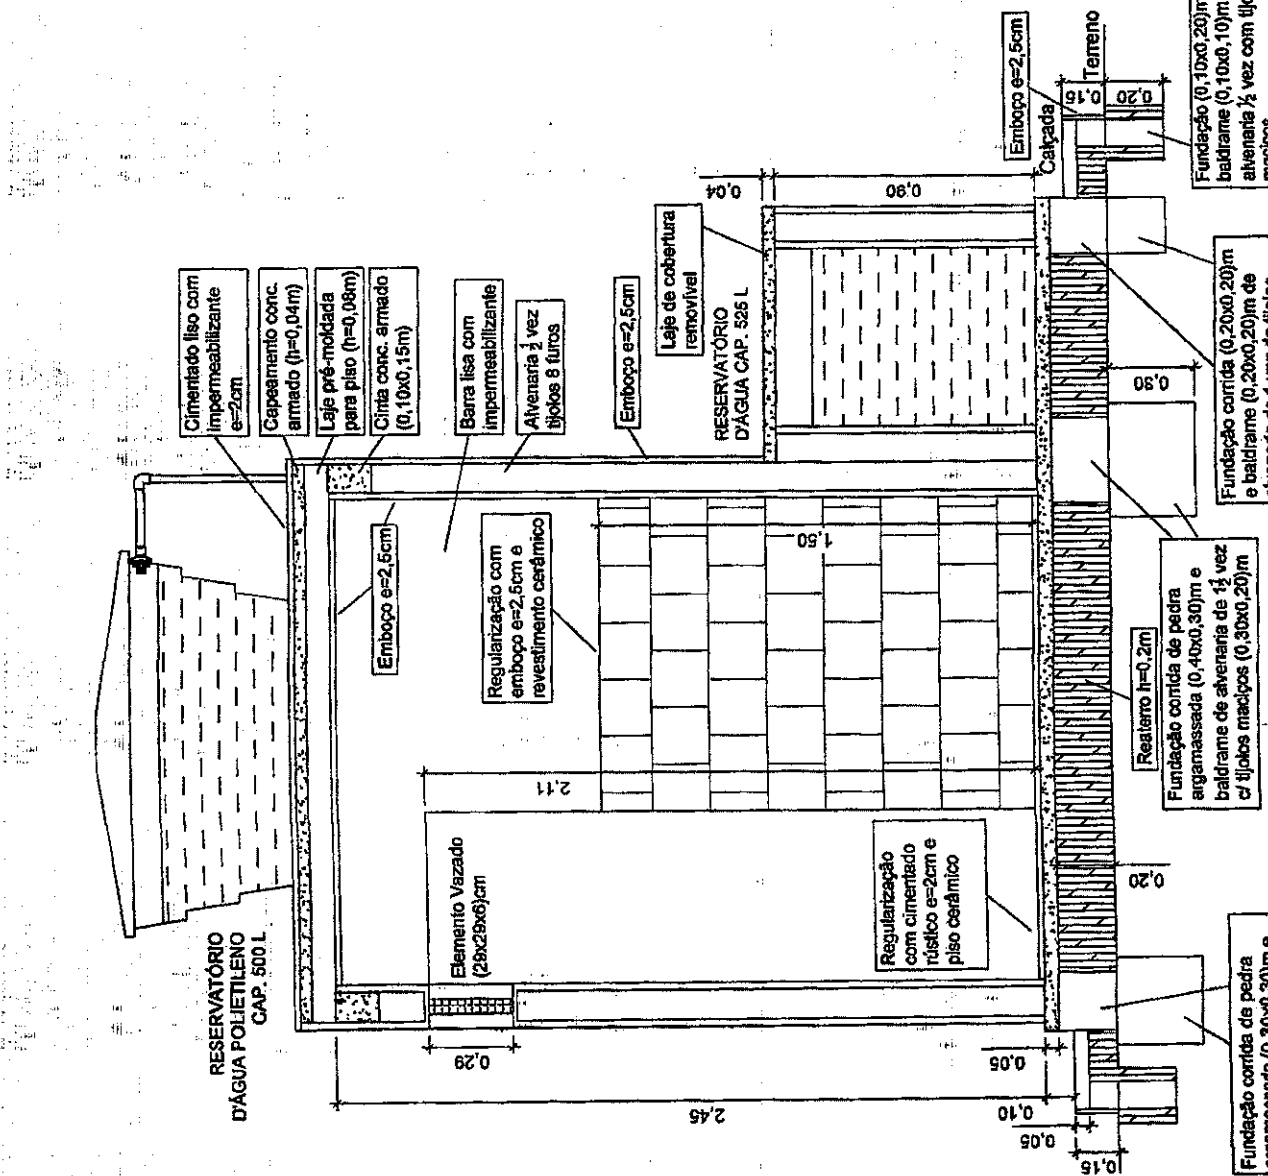 RESERVATÓRIO
D'ÁGUA POLIETILENO
CAP. 500 L
Cimentado liso com
impermeabilizante
e=2cm
Capeamento conc.
armado (h=0,04m)
Laje pré-moldada
para piso (h=0,08m)
Cinta conc. armado
(0,10x0,15m)
Barra lisa com
impermeabilizante
Alvenaria ½ vez
tijolos 8 furos
Emboço e=2,5cm
Laje de cobertura
removível
RESERVATÓRIO
D'ÁGUA CAP. 525 L
0,04
0,90
Emboço e=2,5cm
Calçada
0,15
Terreno
0,20
Emboço e=2,5cm
Regularização com
emboço e=2,5cm e
revestimento cerâmico
1,50
2,11
Elemento Vazado
(29x29x6)cm
0,29
2,45
Regularização
com cimentado
rústico e=2cm e
piso cerâmico
0,05
0,10
0,05
0,15
0,20
0,30
Reaterro h=0,2m
Fundação corrida de pedra
argamassada (0,40x0,30)m e
baldrame de alvenaria de 1½ vez
c/ tijolos maciços (0,30x0,20)m
Fundação corrida (0,20x0,20)m
e baldrame (0,20x0,20)m de
Fundação (0,10x0,20)m
baldrame (0,10x0,10)m
alvenaria ½ vez com
Fundação corrida de pedra